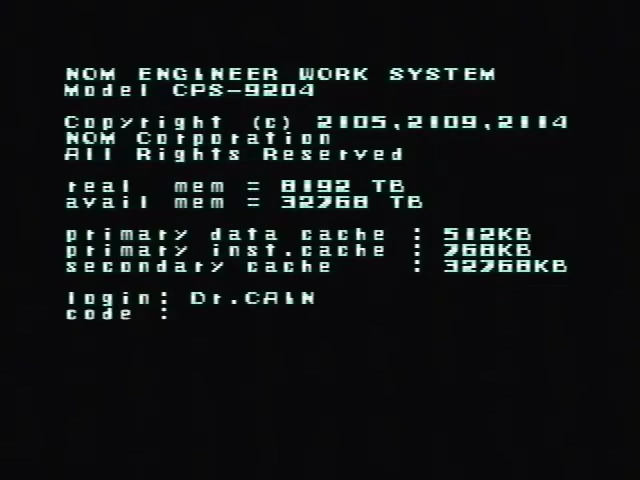 NOM ENGINEER WORK SYSTEM
Model CPS-9204
Copyright (c) 2105,2109,2114
NOM Corporation
All Rights Reserved
real mem = 8192 TB
avail mem = 32768 TB
primary data cache : 512KB
primary inst.cache : 768KB
secondary cache : 32768KB
login: Dr.CAIN
code :